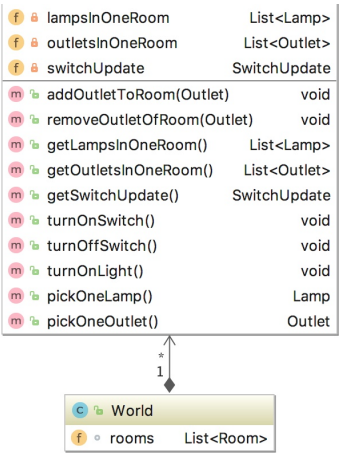 f lampsInOneRoom List<Lamp>
f outletsInOneRoom List<Outlet>
f switchUpdate SwitchUpdate
m addOutletToRoom(Outlet) void
m removeOutletOfRoom(Outlet) void
m getLampsInOneRoom() List<Lamp>
m getOutletsInOneRoom() List<Outlet>
m getSwitchUpdate() SwitchUpdate
m turnOnSwitch() void
m turnOffSwitch() void
m turnOnLight() void
m pickOneLamp() Lamp
m pickOneOutlet() Outlet
*
1
c World
f rooms List<Room>